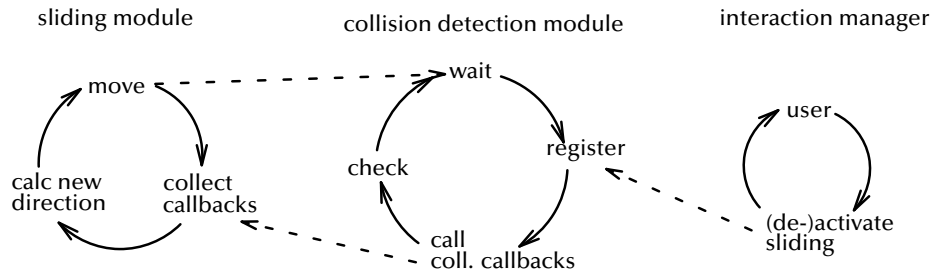 sliding module
collision detection module
interaction manager
move
wait
user
register
check
calc new
direction
collect
callbacks
call
coll. callbacks
(de-)activate
sliding